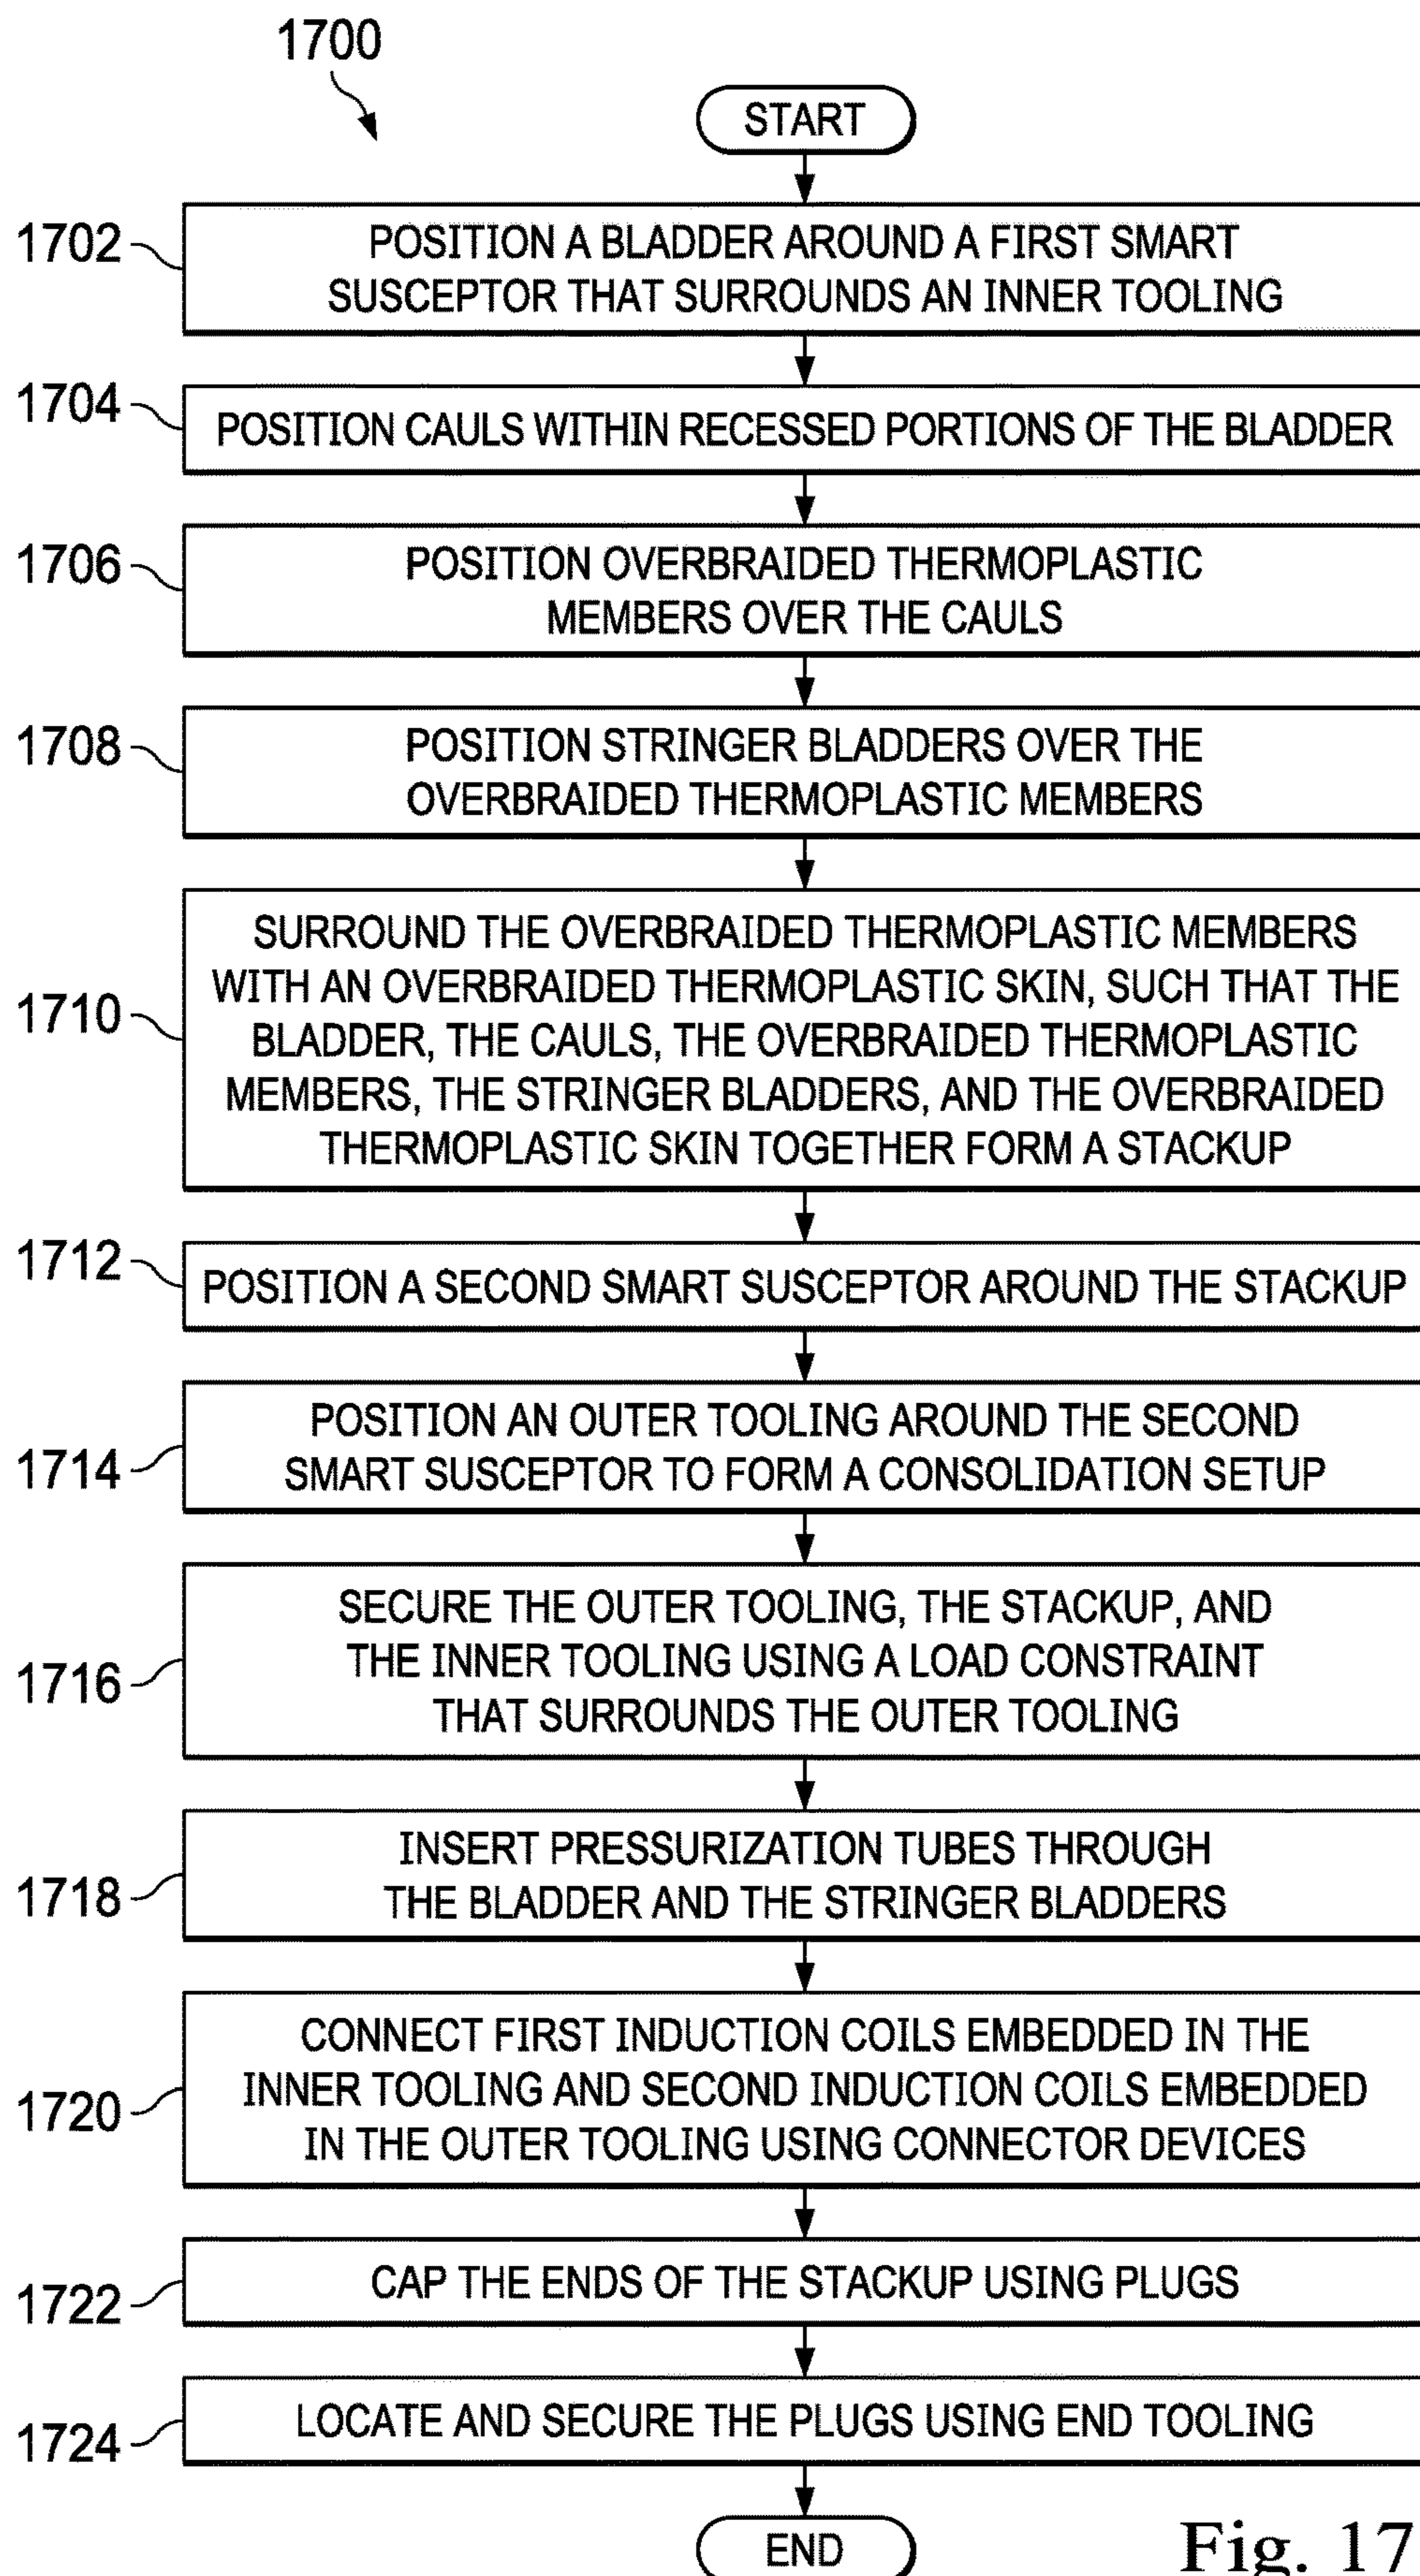 1700
START
1702
POSITION A BLADDER AROUND A FIRST SMART
SUSCEPTOR THAT SURROUNDS AN INNER TOOLING
1704
POSITION CAULS WITHIN RECESSED PORTIONS OF THE BLADDER
1706
POSITION OVERBRAIDED THERMOPLASTIC
MEMBERS OVER THE CAULS
1708
POSITION STRINGER BLADDERS OVER THE
OVERBRAIDED THERMOPLASTIC MEMBERS
1710
SURROUND THE OVERBRAIDED THERMOPLASTIC MEMBERS
WITH AN OVERBRAIDED THERMOPLASTIC SKIN, SUCH THAT THE
BLADDER, THE CAULS, THE OVERBRAIDED THERMOPLASTIC
MEMBERS, THE STRINGER BLADDERS, AND THE OVERBRAIDED
THERMOPLASTIC SKIN TOGETHER FORM A STACKUP
1712
POSITION A SECOND SMART SUSCEPTOR AROUND THE STACKUP
1714
POSITION AN OUTER TOOLING AROUND THE SECOND
SMART SUSCEPTOR TO FORM A CONSOLIDATION SETUP
1716
SECURE THE OUTER TOOLING, THE STACKUP, AND
THE INNER TOOLING USING A LOAD CONSTRAINT
THAT SURROUNDS THE OUTER TOOLING
1718
INSERT PRESSURIZATION TUBES THROUGH
THE BLADDER AND THE STRINGER BLADDERS
1720
CONNECT FIRST INDUCTION COILS EMBEDDED IN THE
INNER TOOLING AND SECOND INDUCTION COILS EMBEDDED
IN THE OUTER TOOLING USING CONNECTOR DEVICES
1722
CAP THE ENDS OF THE STACKUP USING PLUGS
1724
LOCATE AND SECURE THE PLUGS USING END TOOLING
END
Fig. 17